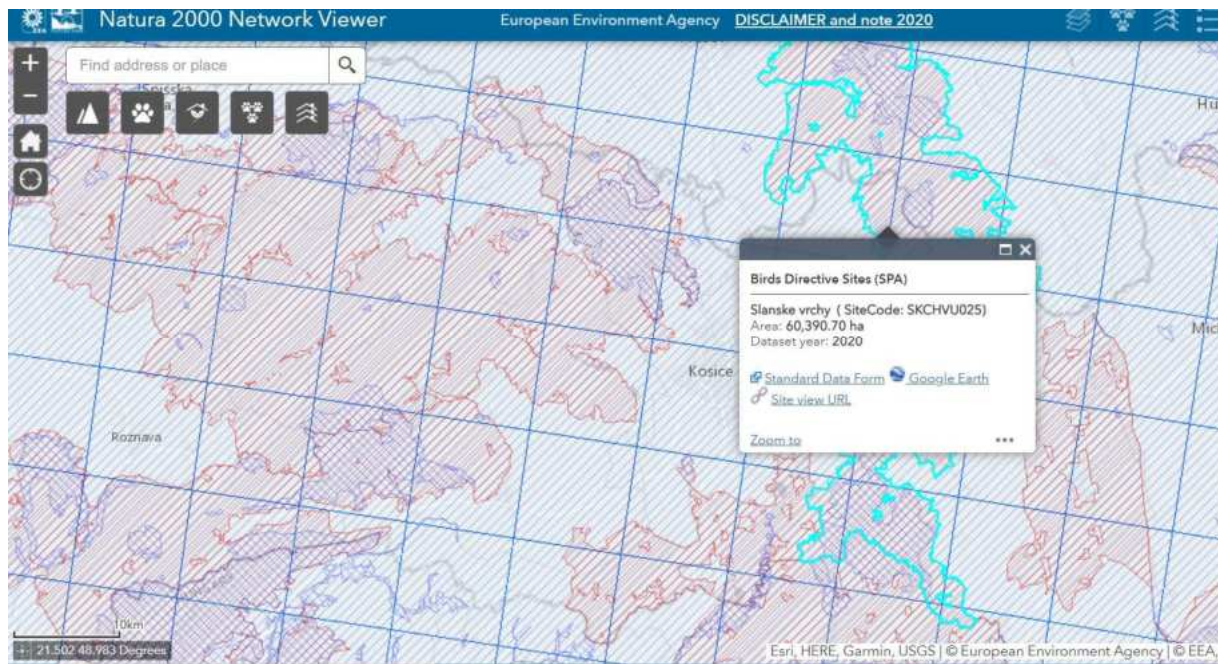 Natura 2000 Network Viewer
European Environment Agency DISCLAIMER and note 2020
Find address or place
Spisska
Hu
Birds Directive Sites (SPA)
Slanske vrchy ( SiteCode: SKCHVU025)
Area: 60,390.70 ha
Dataset year: 2020
Mic
Kosice
Standard Data Form Google Earth
Site view URL
Roznava
Zoom to
10km
21.502 48.983 Degrees
Esri, HERE, Garmin, USGS | © European Environment Agency | © EEA,